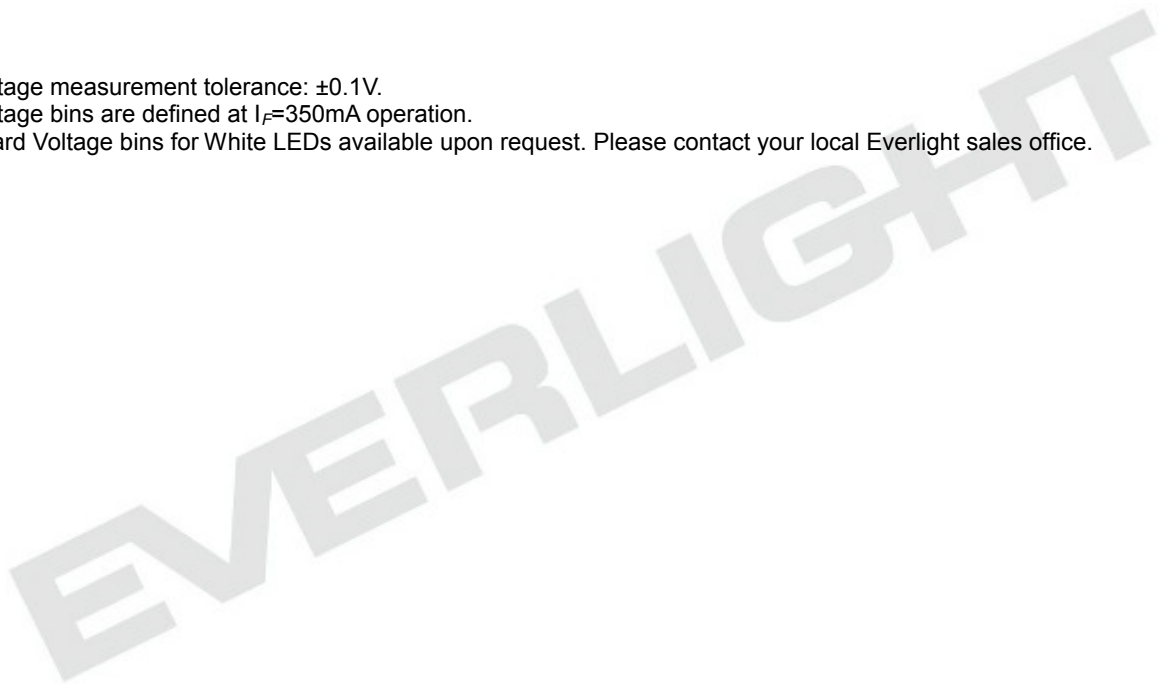 tage measurement tolerance: ±0.1V.
tage bins are defined at IF=350mA operation.
ard Voltage bins for White LEDs available upon request. Please contact your local Everlight sales office.
EVERLIGHT